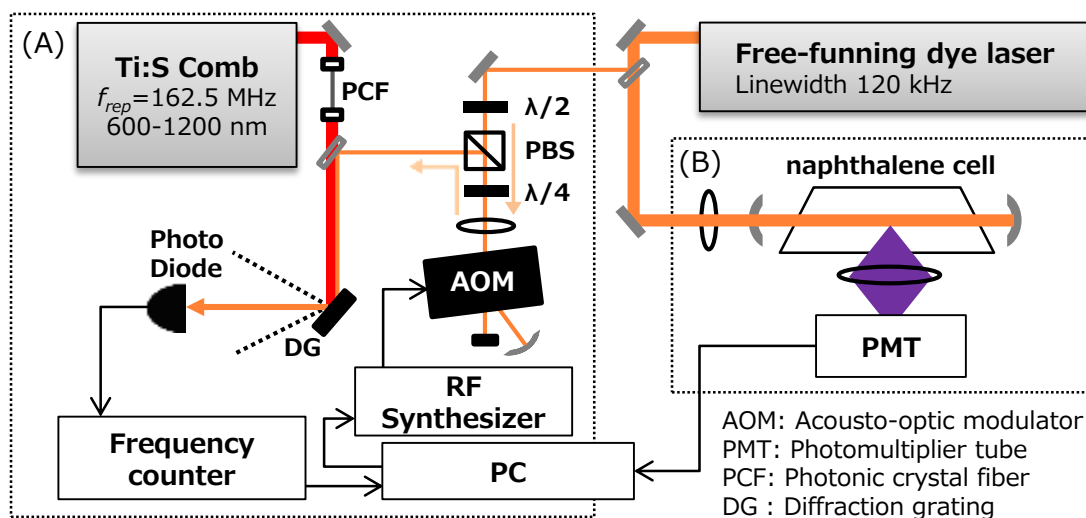 (A)
Ti:S Comb
frep=162.5 MHz
600-1200 nm
PCF
λ/2
PBS
λ/4
Free-funning dye laser
Linewidth 120 kHz
(B)
naphthalene cell
Photo
Diode
AOM
DG
PMT
RF
Synthesizer
Frequency
counter
PC
AOM: Acousto-optic modulator
PMT: Photomultiplier tube
PCF: Photonic crystal fiber
DG : Diffraction grating